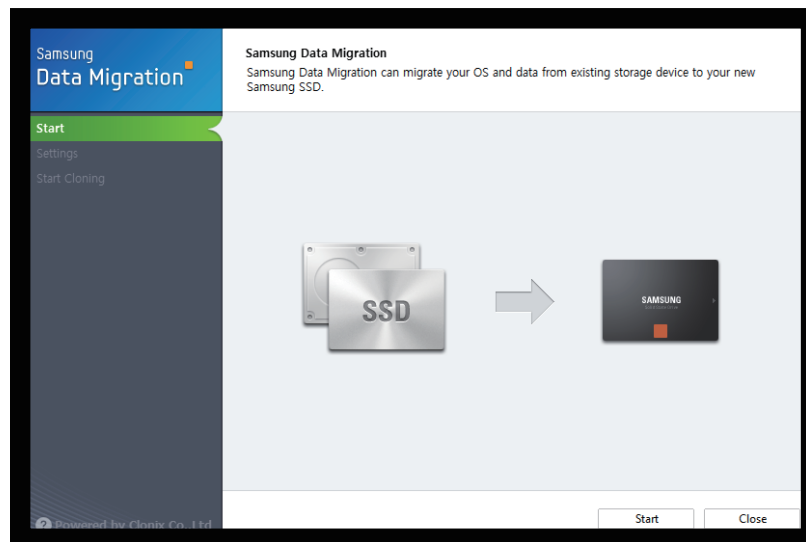 Samsung
Data Migration
Samsung Data Migration
Samsung Data Migration can migrate your OS and data from existing storage device to your new
Samsung SSD.
Start
Settings
Start Cloning
SSD
SAMSUNG
? Powered by Clonix Co., Ltd
Start
Close